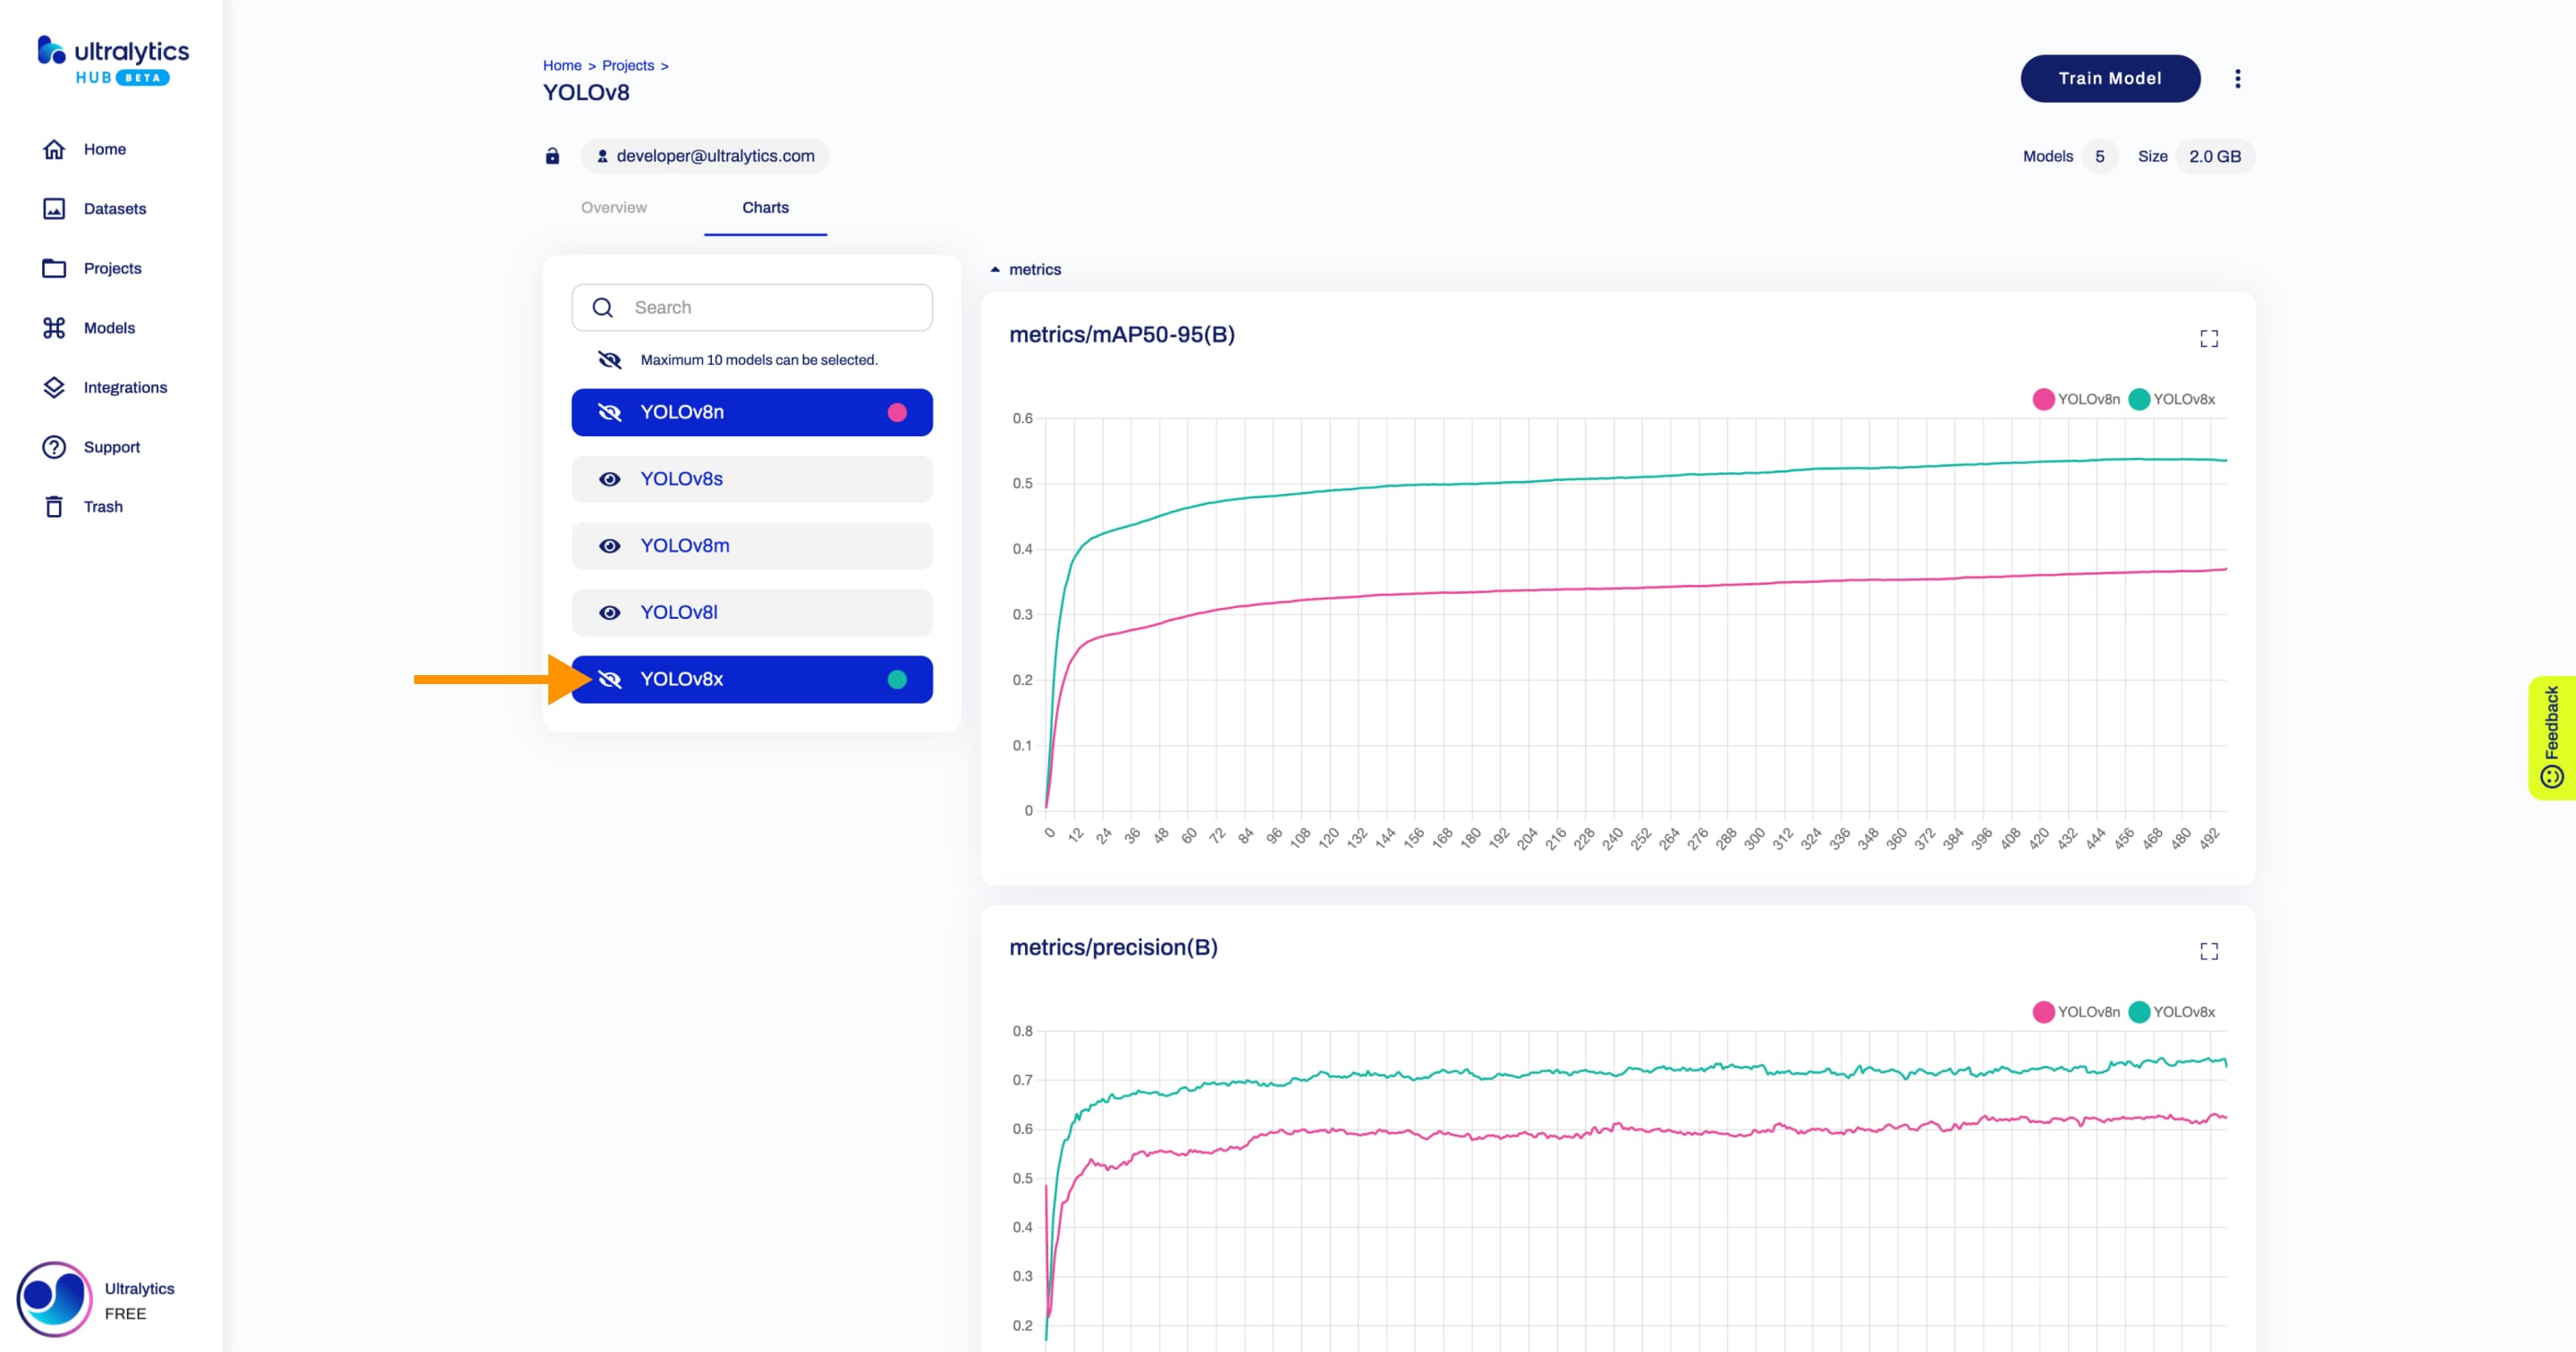 ultralytics
HUB BETA
Home
Datasets
Projects
Models
Integrations
Support
Trash
Ultralytics
FREE
Home > Projects >
YOLOv8
Train Model
developer@ultralytics.com
Models 5 Size 2.0 GB
Overview Charts
Search
Maximum 10 models can be selected.
YOLOv8n
YOLOv8s
YOLOv8m
YOLOv8l
YOLOv8x
metrics
metrics/mAP50-95(B)
YOLOv8n YOLOv8x
0.6
0.5
0.4
0.3
0.2
0.1
0
0 12 24 36 48 60 72 84 96 108 120 132 144 156 168 180 192 204 216 228 240 252 264 276 288 300 312 324 336 348 360 372 384 396 408 420 432 444 456 468 480 492
metrics/precision(B)
YOLOv8n YOLOv8x
0.8
0.7
0.6
0.5
0.4
0.3
0.2
Feedback